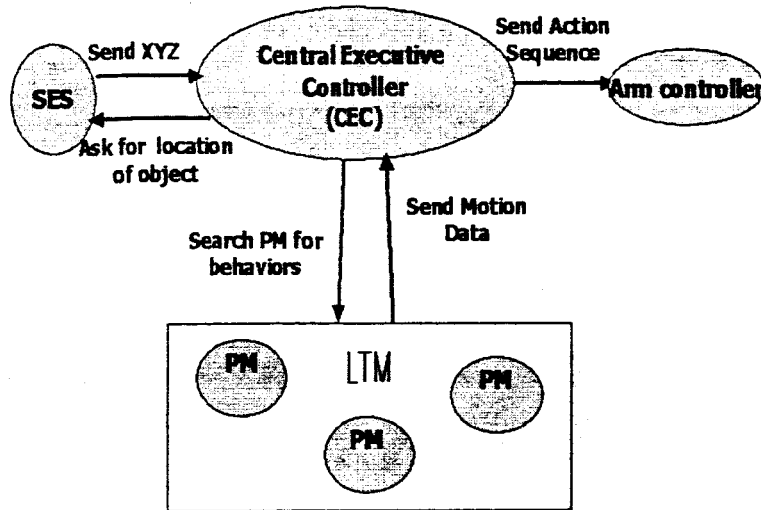 Send XYZ
SES
Ask for location
of object
Central Executive
Controller
(CEC)
Send Action
Sequence
Arm controller
Search PM for
behaviors
Send Motion
Data
LTM
PM
PM
PM